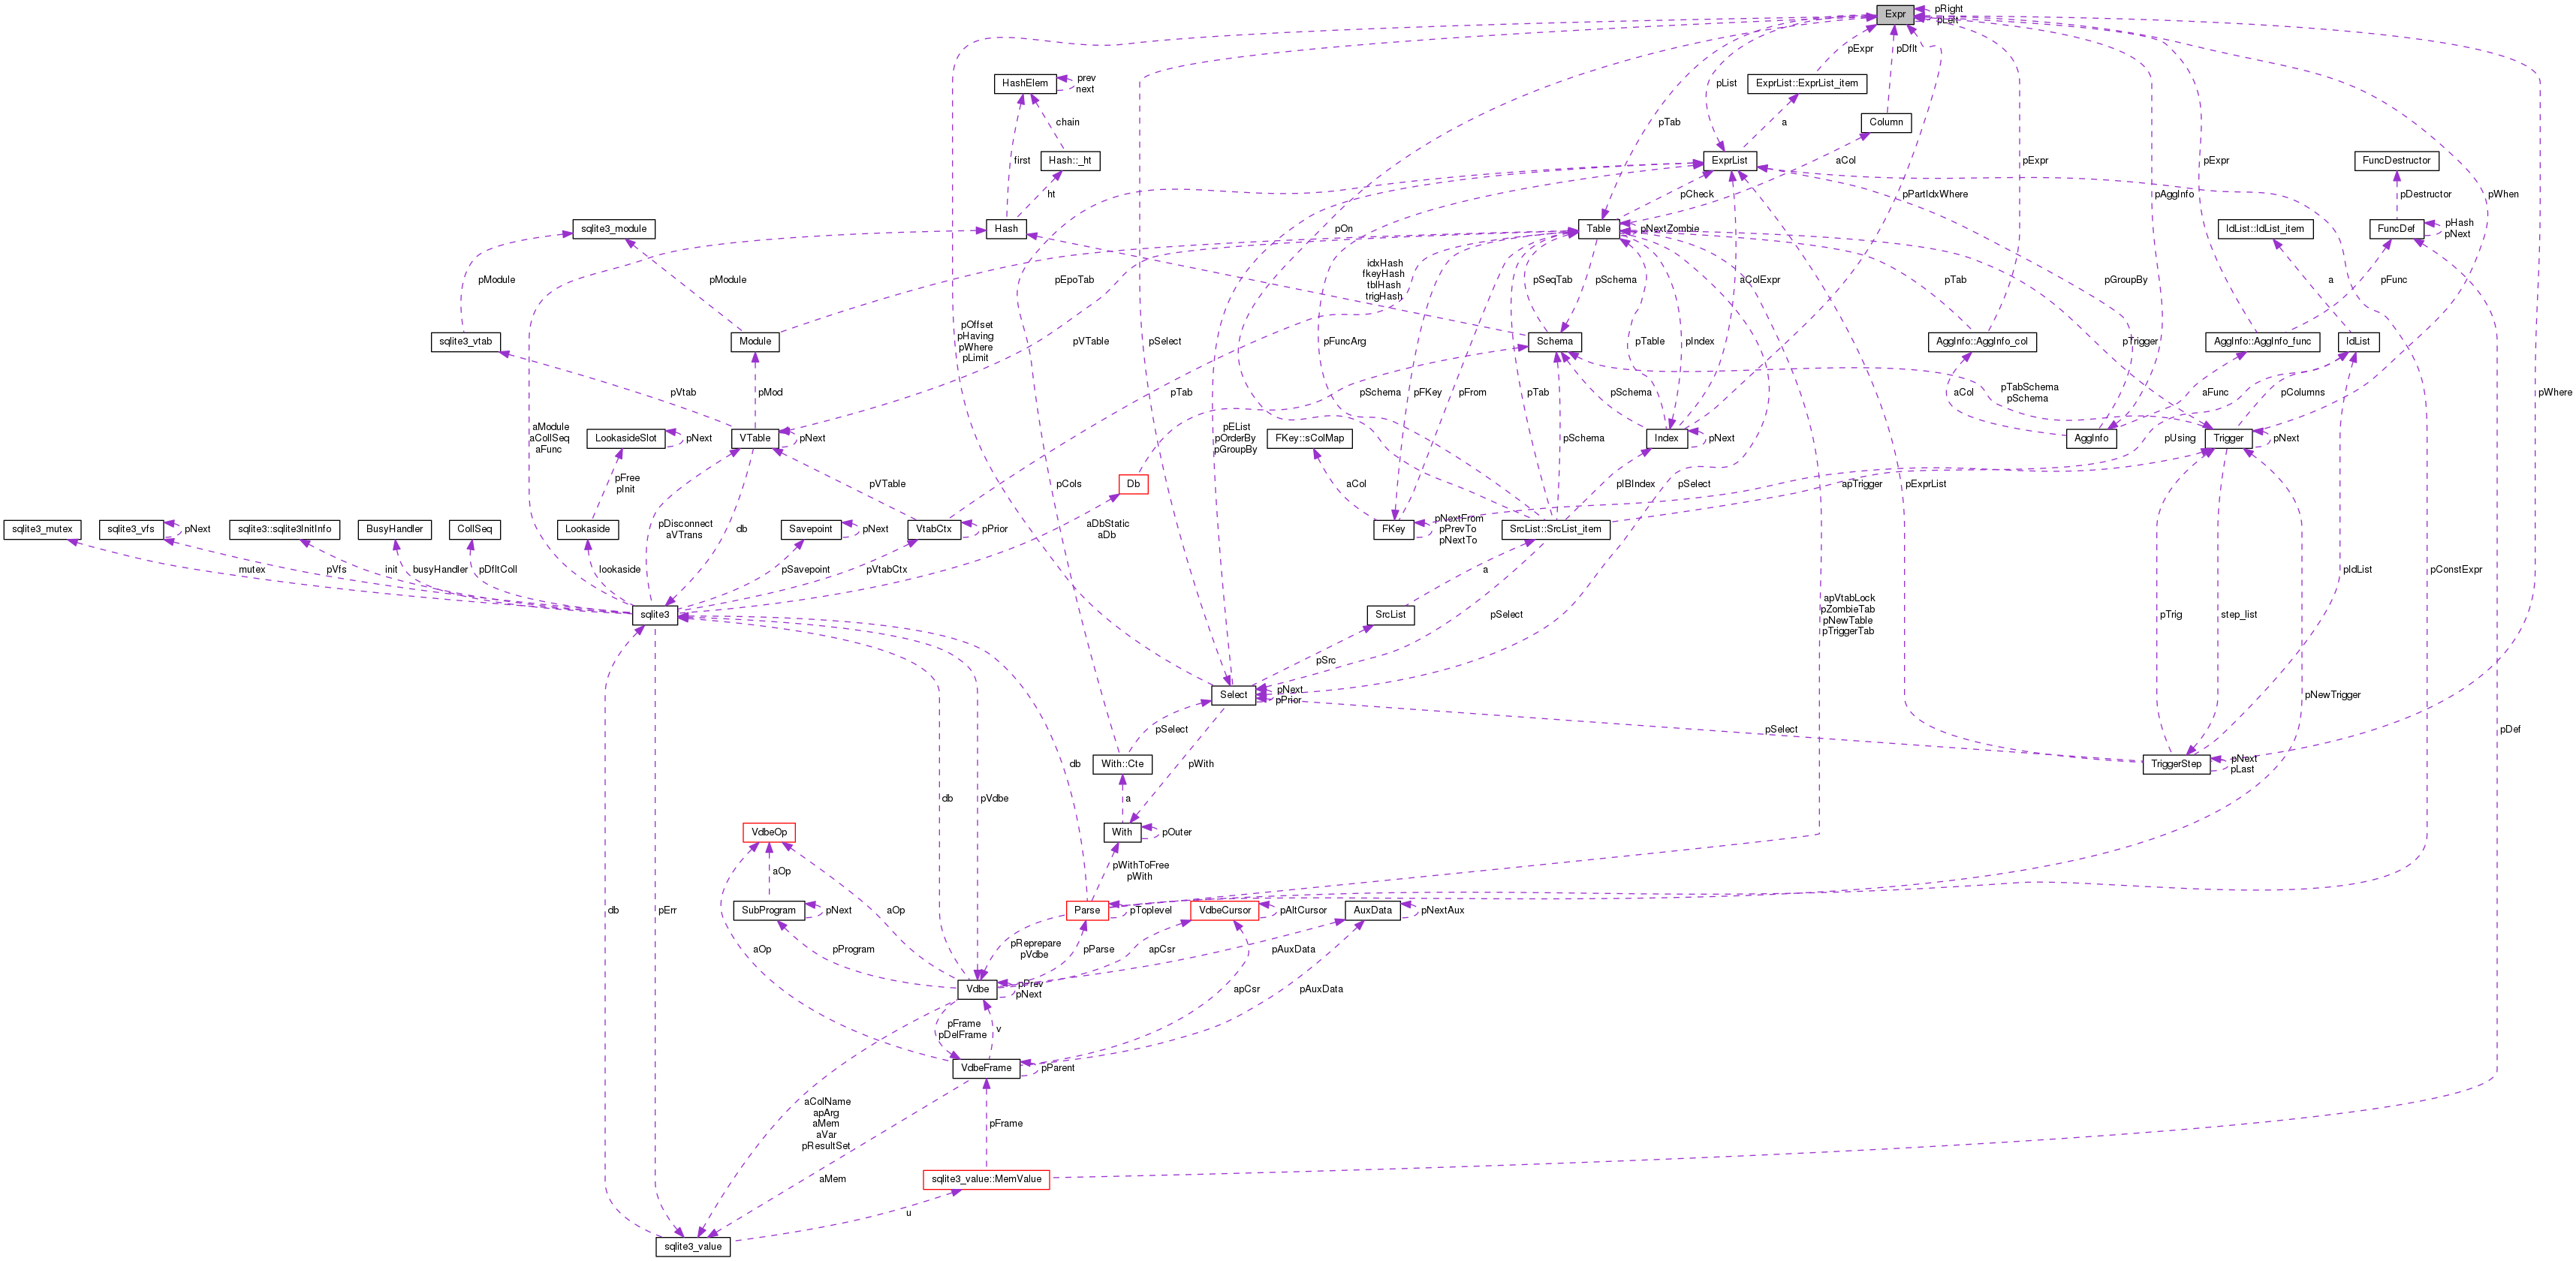 Expr
pRight
pLeft
HashElem
prev
next
pExpr
pDflt
pList
ExprList::ExprList_item
pTab
chain
a
Column
first
Hash::_ht
ExprList
aCol
pExpr
pExpr
FuncDestructor
ht
pCheck
pPartIdxWhere
pAggInfo
pWhen
pDestructor
sqlite3_module
Hash
pOn
Table
pNextZombie
IdList::IdList_item
FuncDef
pHash
pNext
pModule
pModule
pEpoTab
idxHash
fkeyHash
tblHash
trigHash
pSeqTab
pSchema
aColExpr
pTab
pGroupBy
a
pFunc
sqlite3_vtab
Module
pOffset
pHaving
pWhere
pLimit
pVTable
pSelect
pFuncArg
Schema
pTable
pIndex
AggInfo::AggInfo_col
pTrigger
AggInfo::AggInfo_func
IdList
pVtab
pMod
pTab
pSchema
pFKey
pFrom
pTab
pSchema
aCol
pTabSchema
pSchema
aFunc
pColumns
pWhere
aModule
aCollSeq
aFunc
LookasideSlot
pNext
VTable
pNext
pEList
pOrderBy
pGroupBy
FKey::sColMap
pSchema
Index
pNext
AggInfo
pUsing
Trigger
pNext
pFree
pInit
pVTable
Db
pCols
aCol
pIBIndex
pSelect
apTrigger
pExprList
sqlite3_mutex
sqlite3_vfs
pNext
sqlite3::sqlite3InitInfo
BusyHandler
CollSeq
Lookaside
pDisconnect
aVTrans
db
Savepoint
pNext
VtabCtx
pPrior
aDbStatic
aDb
FKey
pNextFrom
pPrevTo
pNextTo
SrcList::SrcList_item
mutex
pVfs
init
busyHandler
pDfltColl
lookaside
pSavepoint
pVtabCtx
a
pIdList
pConstExpr
sqlite3
SrcList
pSelect
apVtabLock
pZombieTab
pNewTable
pTriggerTab
pTrig
step_list
pSrc
Select
pNext
pPrior
pNewTrigger
pSelect
pSelect
pDef
db
With::Cte
pWith
TriggerStep
pNext
pLast
db
pVdbe
a
VdbeOp
With
pOuter
aOp
pWithToFree
pWith
db
pErr
SubProgram
pNext
aOp
Parse
pToplevel
VdbeCursor
pAltCursor
AuxData
pNextAux
aOp
pProgram
pReprepare
pVdbe
pParse
apCsr
pAuxData
Vdbe
pPrev
pNext
apCsr
pAuxData
pFrame
pDelFrame
v
VdbeFrame
pParent
aColName
apArg
aMem
aVar
pResultSet
pFrame
aMem
sqlite3_value::MemValue
u
sqlite3_value